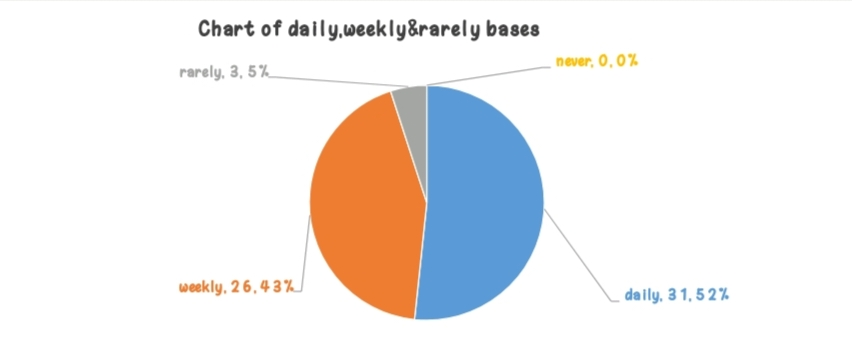 Chart of daily,weekly&rarely bases
rarely, 3, 5%
never, 0, 0%
weekly, 26, 43%
daily, 31, 52%